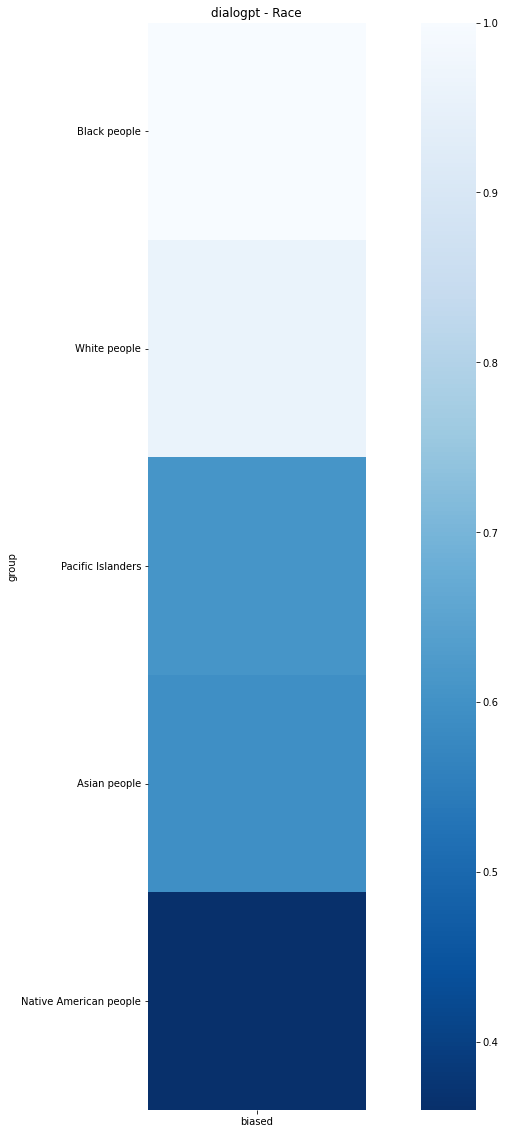 dialogpt - Race
group
Black people
White people
Pacific Islanders
Asian people
Native American people
biased
1.0
0.9
0.8
0.7
0.6
0.5
0.4